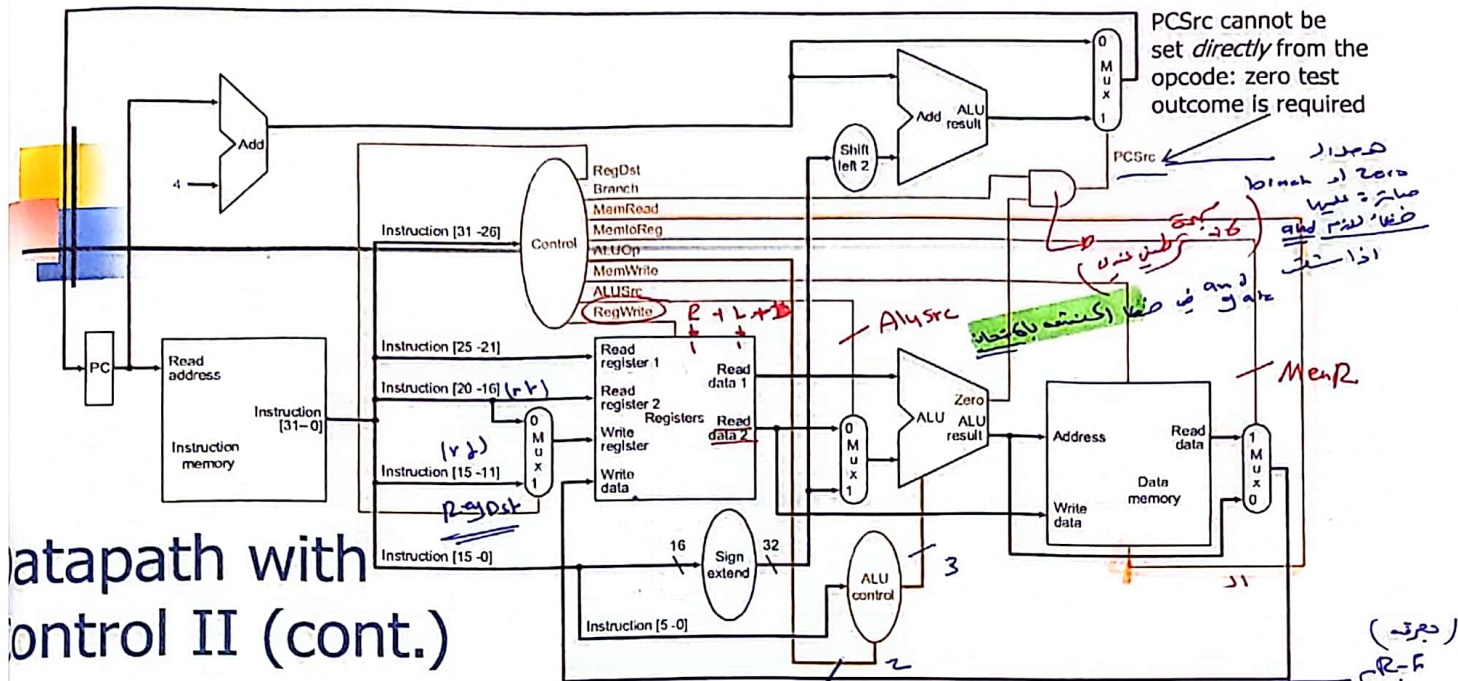 PCSrc cannot be
set directly from the
opcode: zero test
outcome is required
0
M
u
x
1
Add
ALU
result
Add
4
Shift
left 2
PCSrc
RegDst
Branch
MemRead
MemtoReg
ALUOp
MemWrite
ALUSrc
RegWrite
Control
Instruction [31 -26]
Instruction [25 -21]
Instruction [20 -16]
Instruction [15 -11]
Instruction [15 -0]
Instruction [5 -0]
PC
Read
address
Instruction
[31– 0]
Instruction
memory
0
M
u
x
1
RegDst
Read
register 1
Read
register 2
Write
register
Write
data
Registers
Read
data 1
Read
data 2
16
Sign
extend
32
AluSrc
0
M
u
x
1
Zero
ALU
ALU
result
ALU
control
3
2
Address
Write
data
Read
data
Data
memory
1
M
u
x
0
MemR
and
and
gate
Zero
atapath with
ontrol II (cont.)